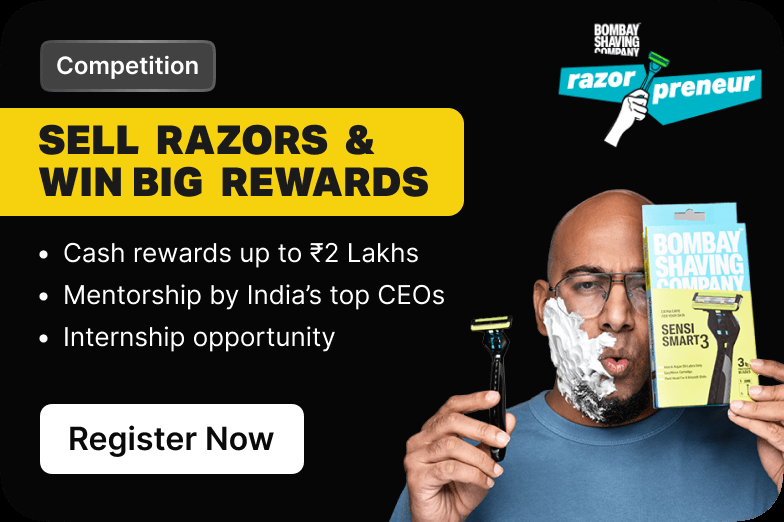 Competition
BOMBAY
SHAVING
COMPANY
razor
preneur
SELL RAZORS &
WIN BIG REWARDS
• Cash rewards up to ₹2 Lakhs
• Mentorship by India’s top CEOs
• Internship opportunity
Register Now
BOMBAY
SHAVING
COMPANY
SENSI
SMART3